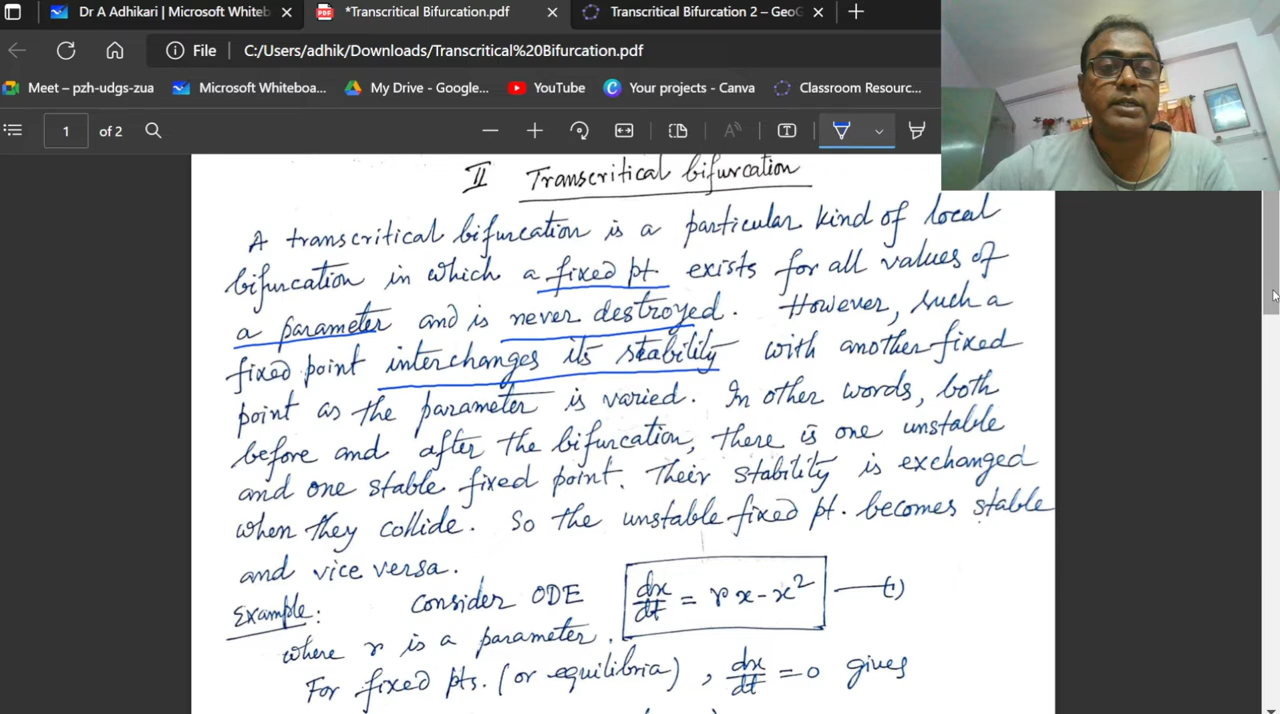 Dr A Adhikari | Microsoft Whiteb
*Transcritical Bifurcation.pdf
Transcritical Bifurcation 2 – GeoG
File
C:/Users/adhik/Downloads/Transcritical%20Bifurcation.pdf
Meet – pzh-udgs-zua
Microsoft Whiteboa...
My Drive - Google...
YouTube
Your projects - Canva
Classroom Resourc...
1 of 2
II Transcritical bifurcation
A transcritical bifurcation is a particular kind of local
bifurcation in which a fixed pt exists for all values of
a parameter and is never destroyed. However, such a
fixed point interchanges its stability with another fixed
point as the parameter is varied. In other words, both
before and after the bifurcation, there is one unstable
and one stable fixed point. Their stability is exchanged
when they collide. So the unstable fixed pt. becomes stable
and vice versa.
Example: Consider ODE dx/dt = rx - x² —(1)
where r is a parameter.
For fixed pts. (or equilibria), dx/dt = 0 gives